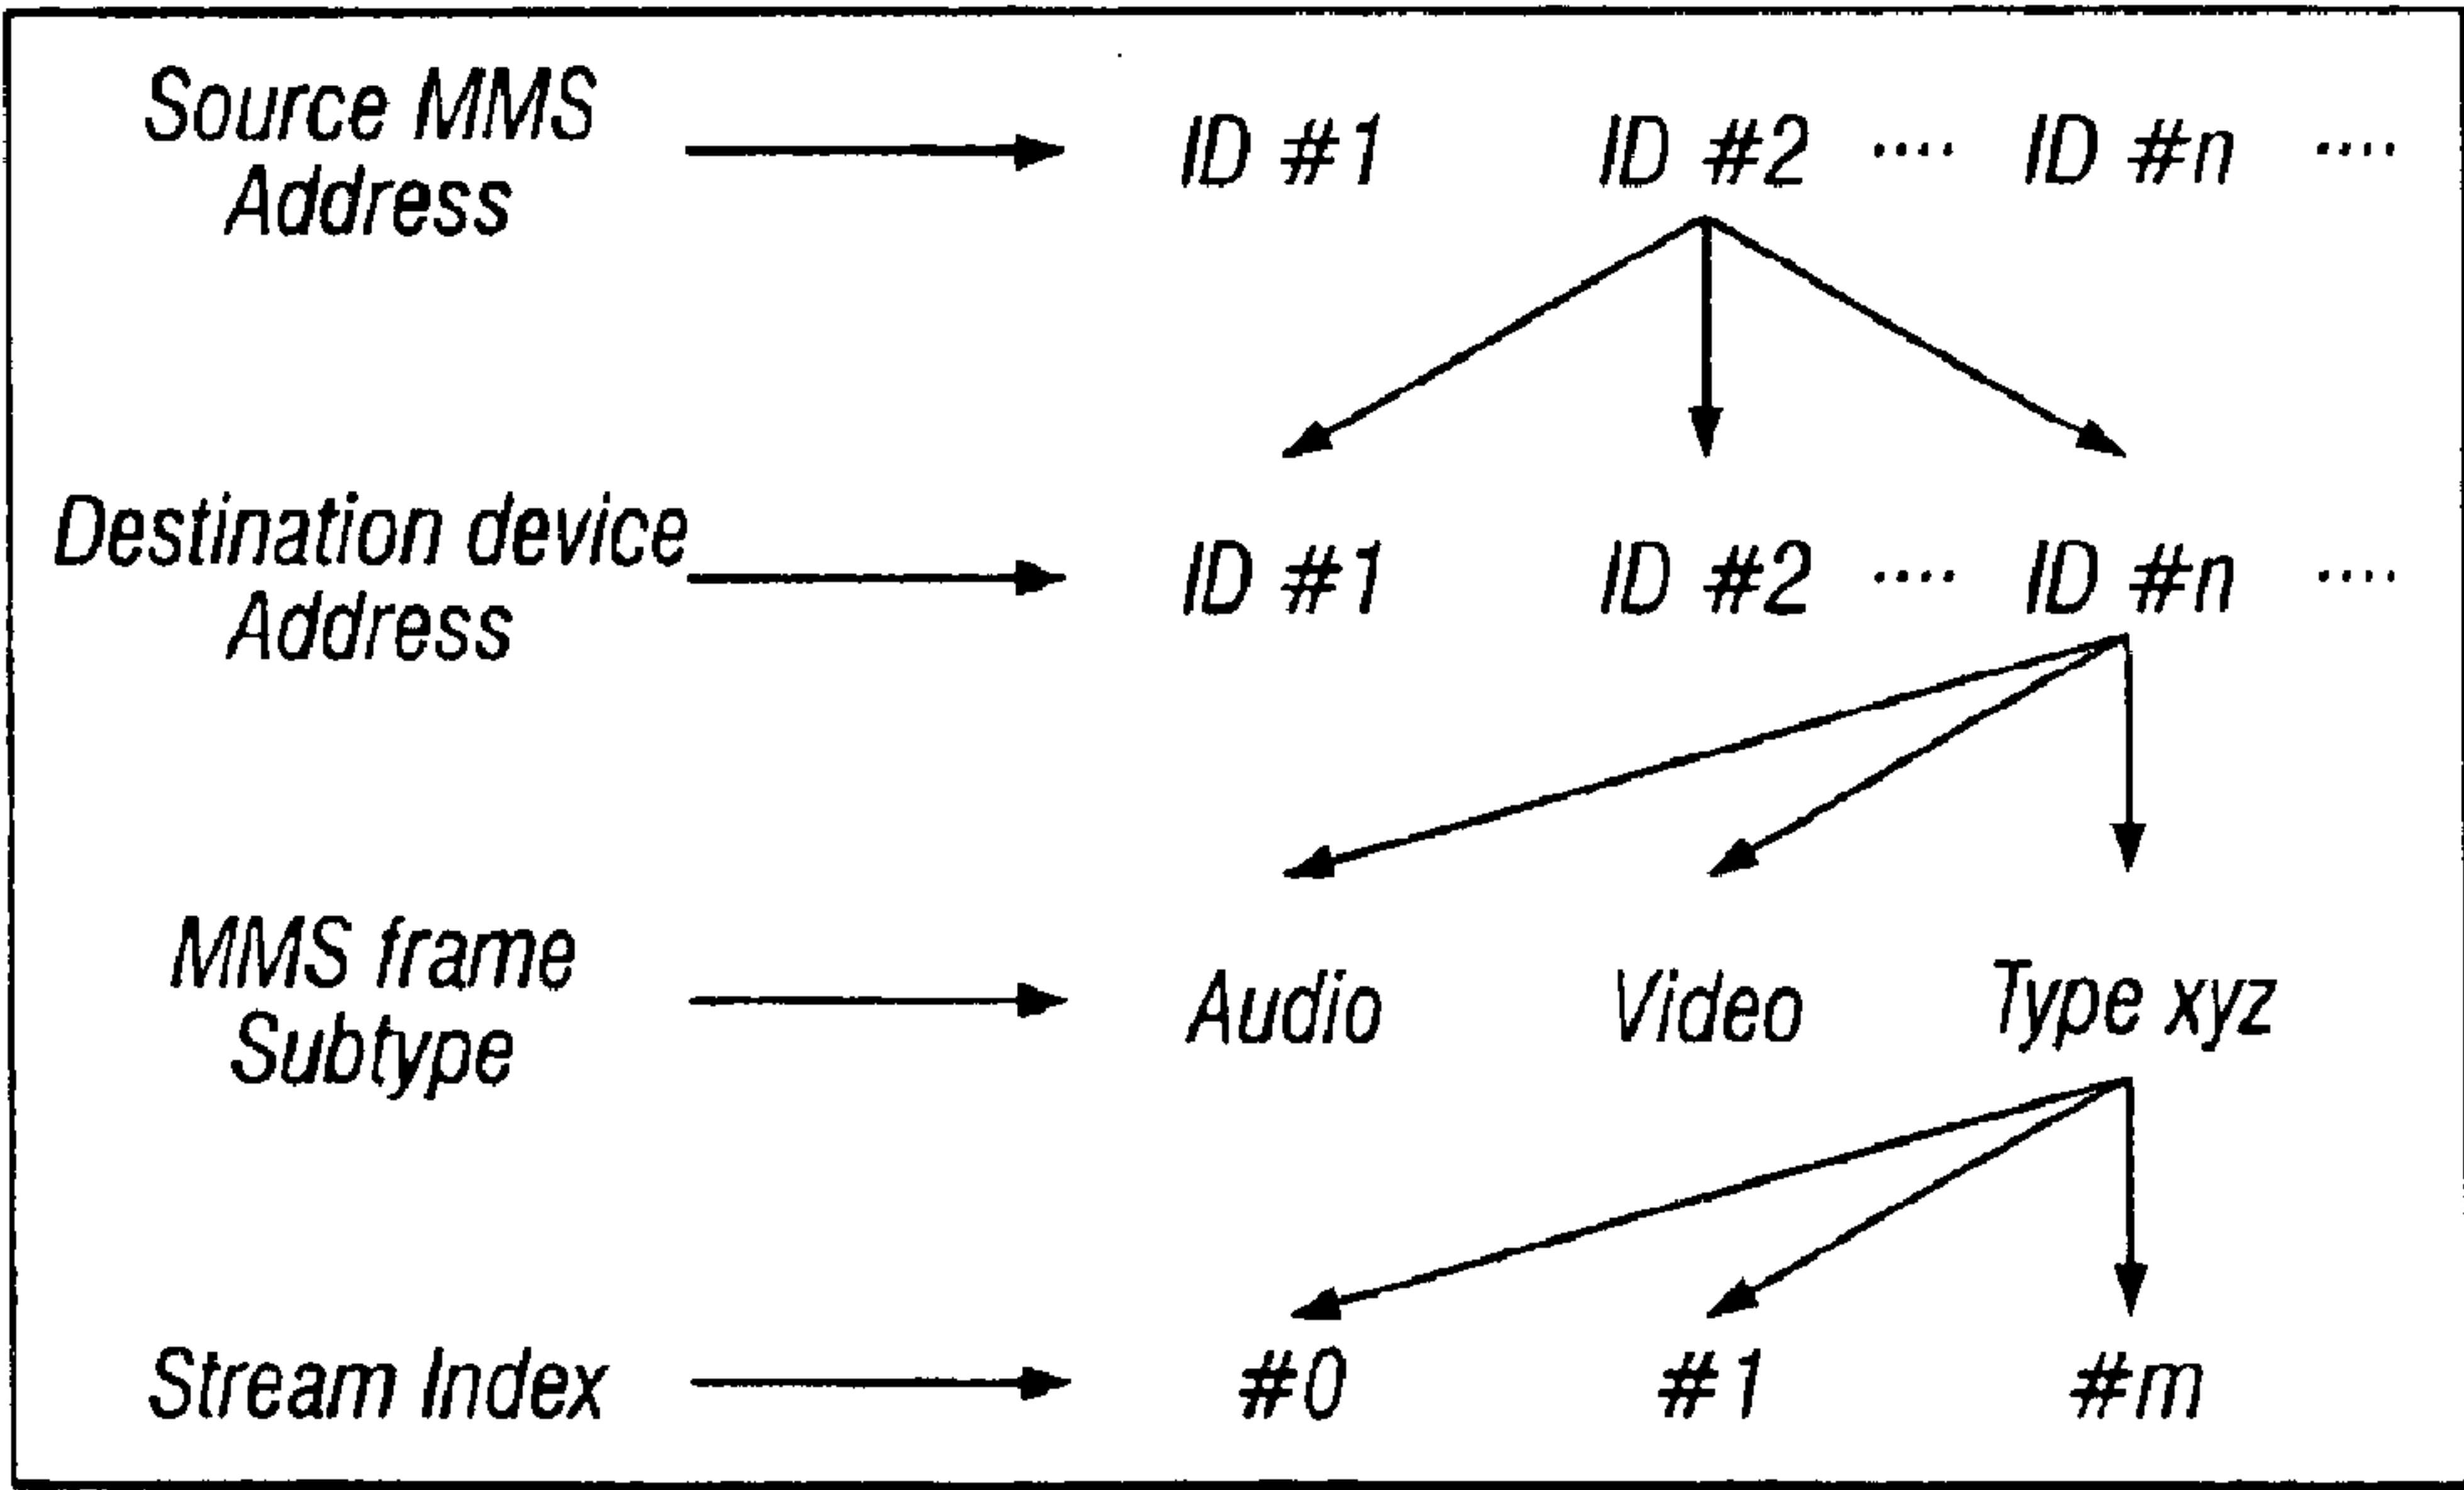 Source MMS
Address
ID #1 ID #2 .... ID #n ....
Destination device
Address
ID #1 ID #2 .... ID #n ....
MMS frame
Subtype
Audio Video Type xyz
Stream Index #0 #1 #m